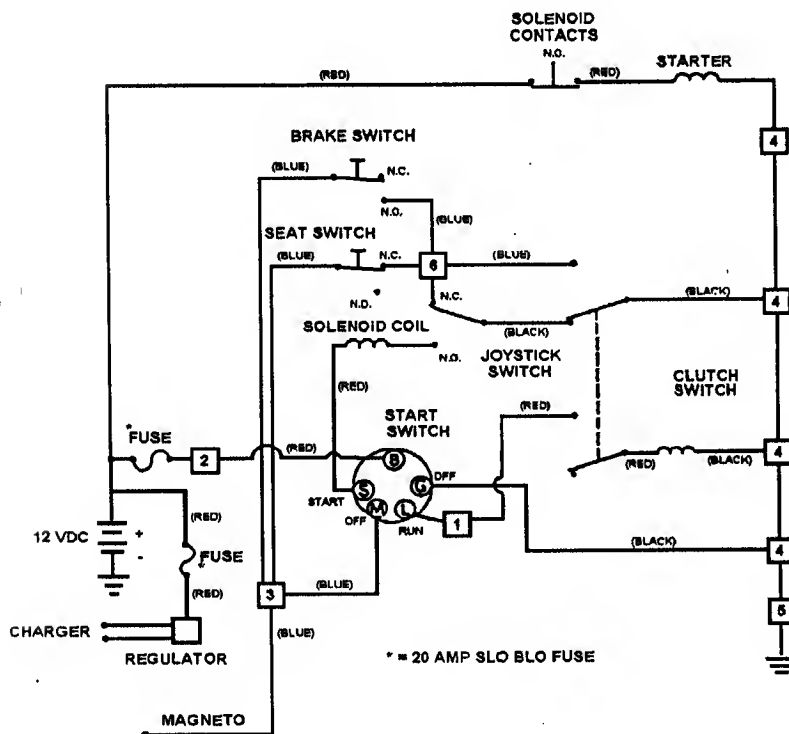 SOLENOID
CONTACTS
N.O.
(RED)
(RED)
STARTER
4
BRAKE SWITCH
(BLUE)
N.C.
N.O.
(BLUE)
SEAT SWITCH
(BLUE)
N.C.
6
(BLUE)
N.D.
N.C.
(BLACK)
4
SOLENOID COIL
N.O.
(BLACK)
JOYSTICK
SWITCH
CLUTCH
SWITCH
(RED)
(RED)
START
SWITCH
*FUSE
2
(RED)
B
(RED)
(BLACK)
4
S
G
OFF
START
M
L
OFF
RUN
1
(RED)
12 VDC
+
-
*FUSE
(BLACK)
4
(RED)
3
(BLUE)
5
CHARGER
REGULATOR
(BLUE)
* = 20 AMP SLO BLO FUSE
MAGNETO